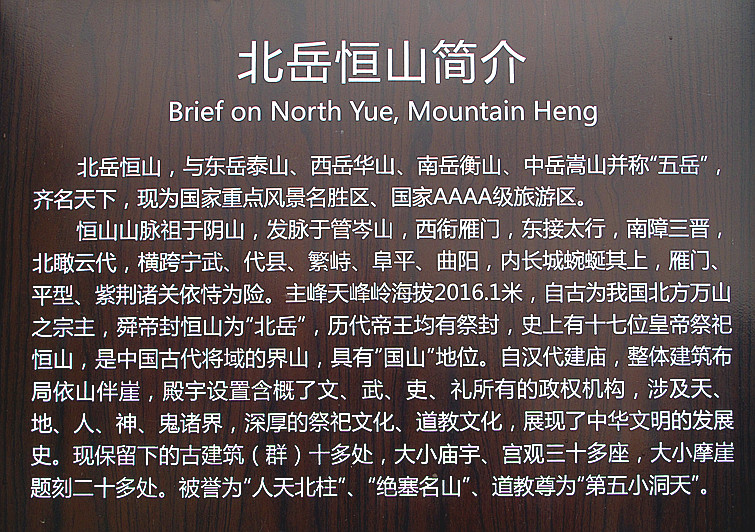 北岳恒山简介
Brief on North Yue, Mountain Heng
北岳恒山，与东岳泰山、西岳华山、南岳衡山、中岳嵩山并称“五岳”，
齐名天下，现为国家重点风景名胜区、国家AAAA级旅游区。
恒山山脉祖于阴山，发脉于管岑山，西衔雁门，东接太行，南障三晋，
北瞰云代，横跨宁武、代县、繁峙、阜平、曲阳，内长城蜿蜒其上，雁门、
平型、紫荆诸关依恃为险。主峰天峰岭海拔2016.1米，自古为我国北方万山
之宗主，舜帝封恒山为“北岳”，历代帝王均有祭封，史上有十七位皇帝祭祀
恒山，是中国古代将域的界山，具有“国山”地位。自汉代建庙，整体建筑布
局依山伴崖，殿宇设置含概了文、武、吏、礼所有的政权机构，涉及天、
地、人、神、鬼诸界，深厚的祭祀文化、道教文化，展现了中华文明的发展
史。现保留下的古建筑（群）十多处，大小庙宇、宫观三十多座，大小摩崖
题刻二十多处。被誉为“人天北柱”、“绝塞名山”、道教尊为“第五小洞天”。